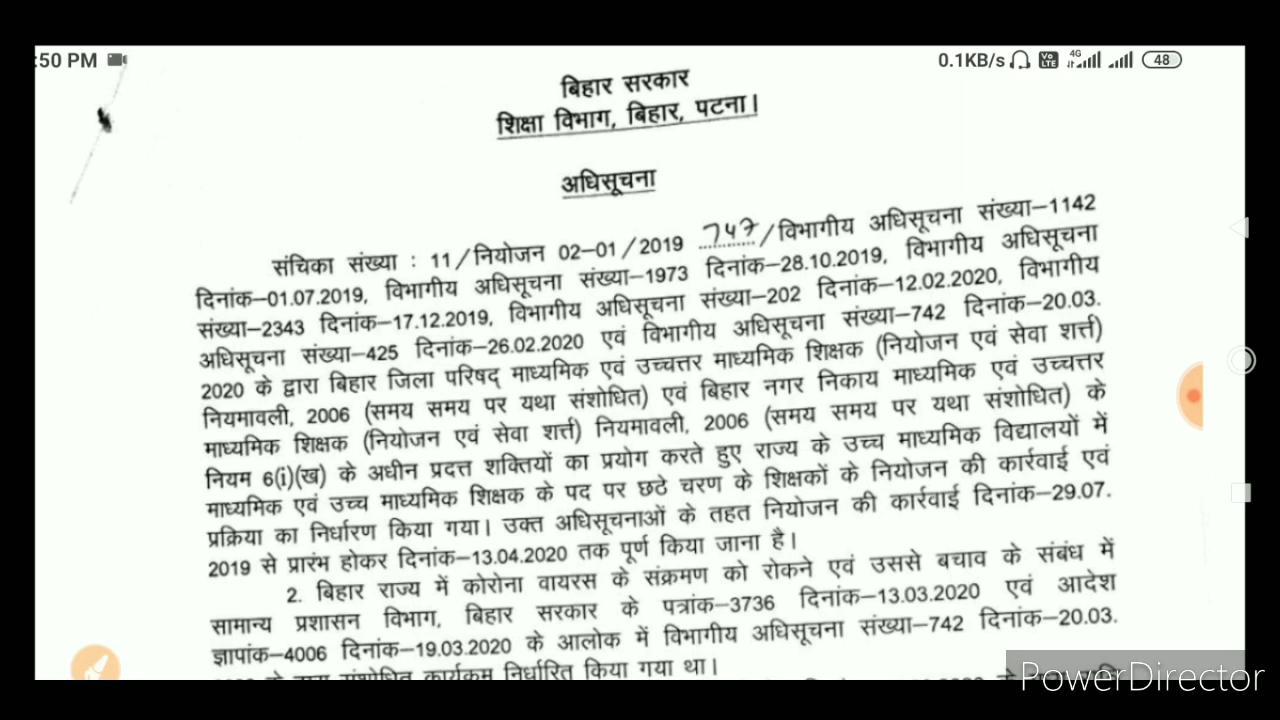 :50 PM
0.1KB/s
Vo LTE
4G
48
बिहार सरकार
शिक्षा विभाग, बिहार, पटना।
अधिसूचना
संचिका संख्या : 11/नियोजन 02-01/2019 747/विभागीय अधिसूचना संख्या-1142
दिनांक-01.07.2019, विभागीय अधिसूचना संख्या-1973 दिनांक-28.10.2019, विभागीय अधिसूचना
संख्या-2343 दिनांक-17.12.2019, विभागीय अधिसूचना संख्या-202 दिनांक-12.02.2020, विभागीय
अधिसूचना संख्या-425 दिनांक-26.02.2020 एवं विभागीय अधिसूचना संख्या-742 दिनांक-20.03.
2020 के द्वारा बिहार जिला परिषद् माध्यमिक एवं उच्चत्तर माध्यमिक शिक्षक (नियोजन एवं सेवा शर्त्त)
नियमावली, 2006 (समय समय पर यथा संशोधित) एवं बिहार नगर निकाय माध्यमिक एवं उच्चत्तर
माध्यमिक शिक्षक (नियोजन एवं सेवा शर्त्त) नियमावली, 2006 (समय समय पर यथा संशोधित) के
नियम 6(i)(ख) के अधीन प्रदत्त शक्तियों का प्रयोग करते हुए राज्य के उच्च माध्यमिक विद्यालयों में
माध्यमिक एवं उच्च माध्यमिक शिक्षक के पद पर छठे चरण के शिक्षकों के नियोजन की कार्रवाई एवं
प्रक्रिया का निर्धारण किया गया। उक्त अधिसूचनाओं के तहत नियोजन की कार्रवाई दिनांक-29.07.
2019 से प्रारंभ होकर दिनांक-13.04.2020 तक पूर्ण किया जाना है।
2. बिहार राज्य में कोरोना वायरस के संक्रमण को रोकने एवं उससे बचाव के संबंध में
सामान्य प्रशासन विभाग, बिहार सरकार के पत्रांक-3736 दिनांक-13.03.2020 एवं आदेश
ज्ञापांक-4006 दिनांक-19.03.2020 के आलोक में विभागीय अधिसूचना संख्या-742 दिनांक-20.03.
संशोधित कार्यक्रम निर्धारित किया गया था।
PowerDirector